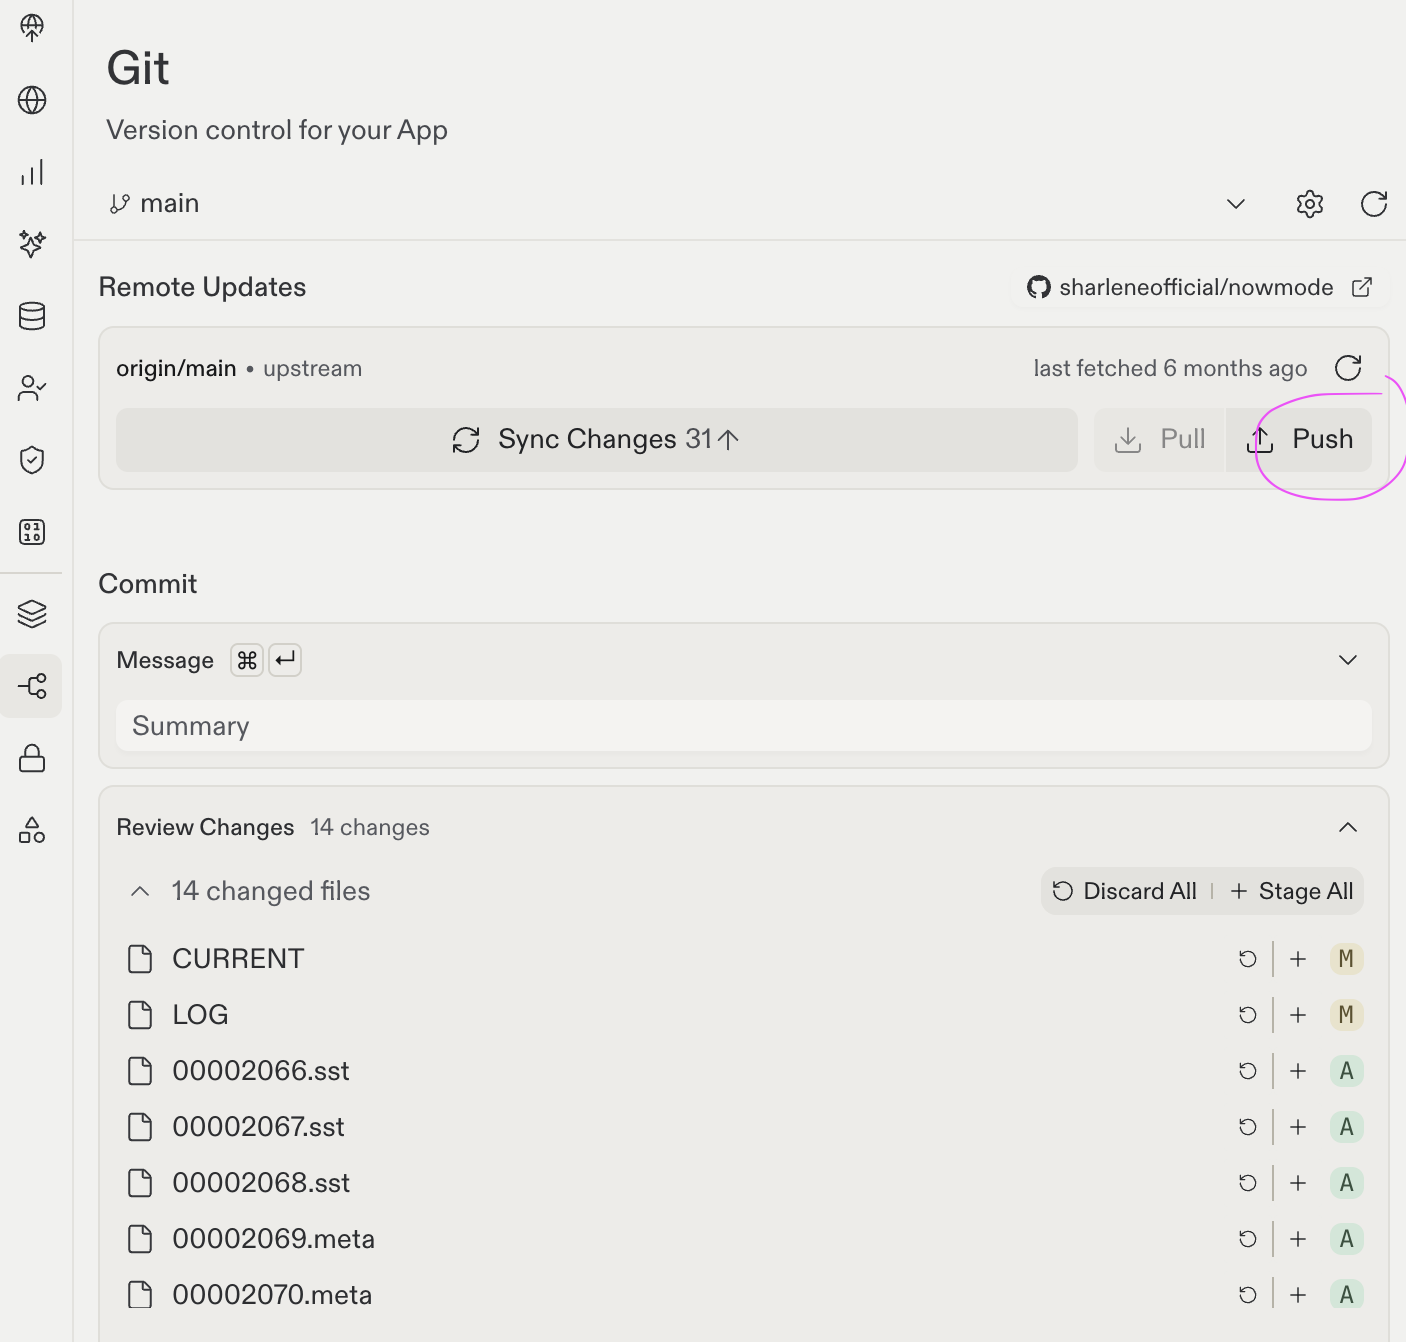 Git
Version control for your App
main
Remote Updates
sharleneofficial/nowmode
origin/main • upstream
last fetched 6 months ago
Sync Changes 31↑
Pull
Push
Commit
Message ⌘ ↵
Summary
Review Changes 14 changes
14 changed files
Discard All
+ Stage All
CURRENT
M
LOG
M
00002066.sst
A
00002067.sst
A
00002068.sst
A
00002069.meta
A
00002070.meta
A